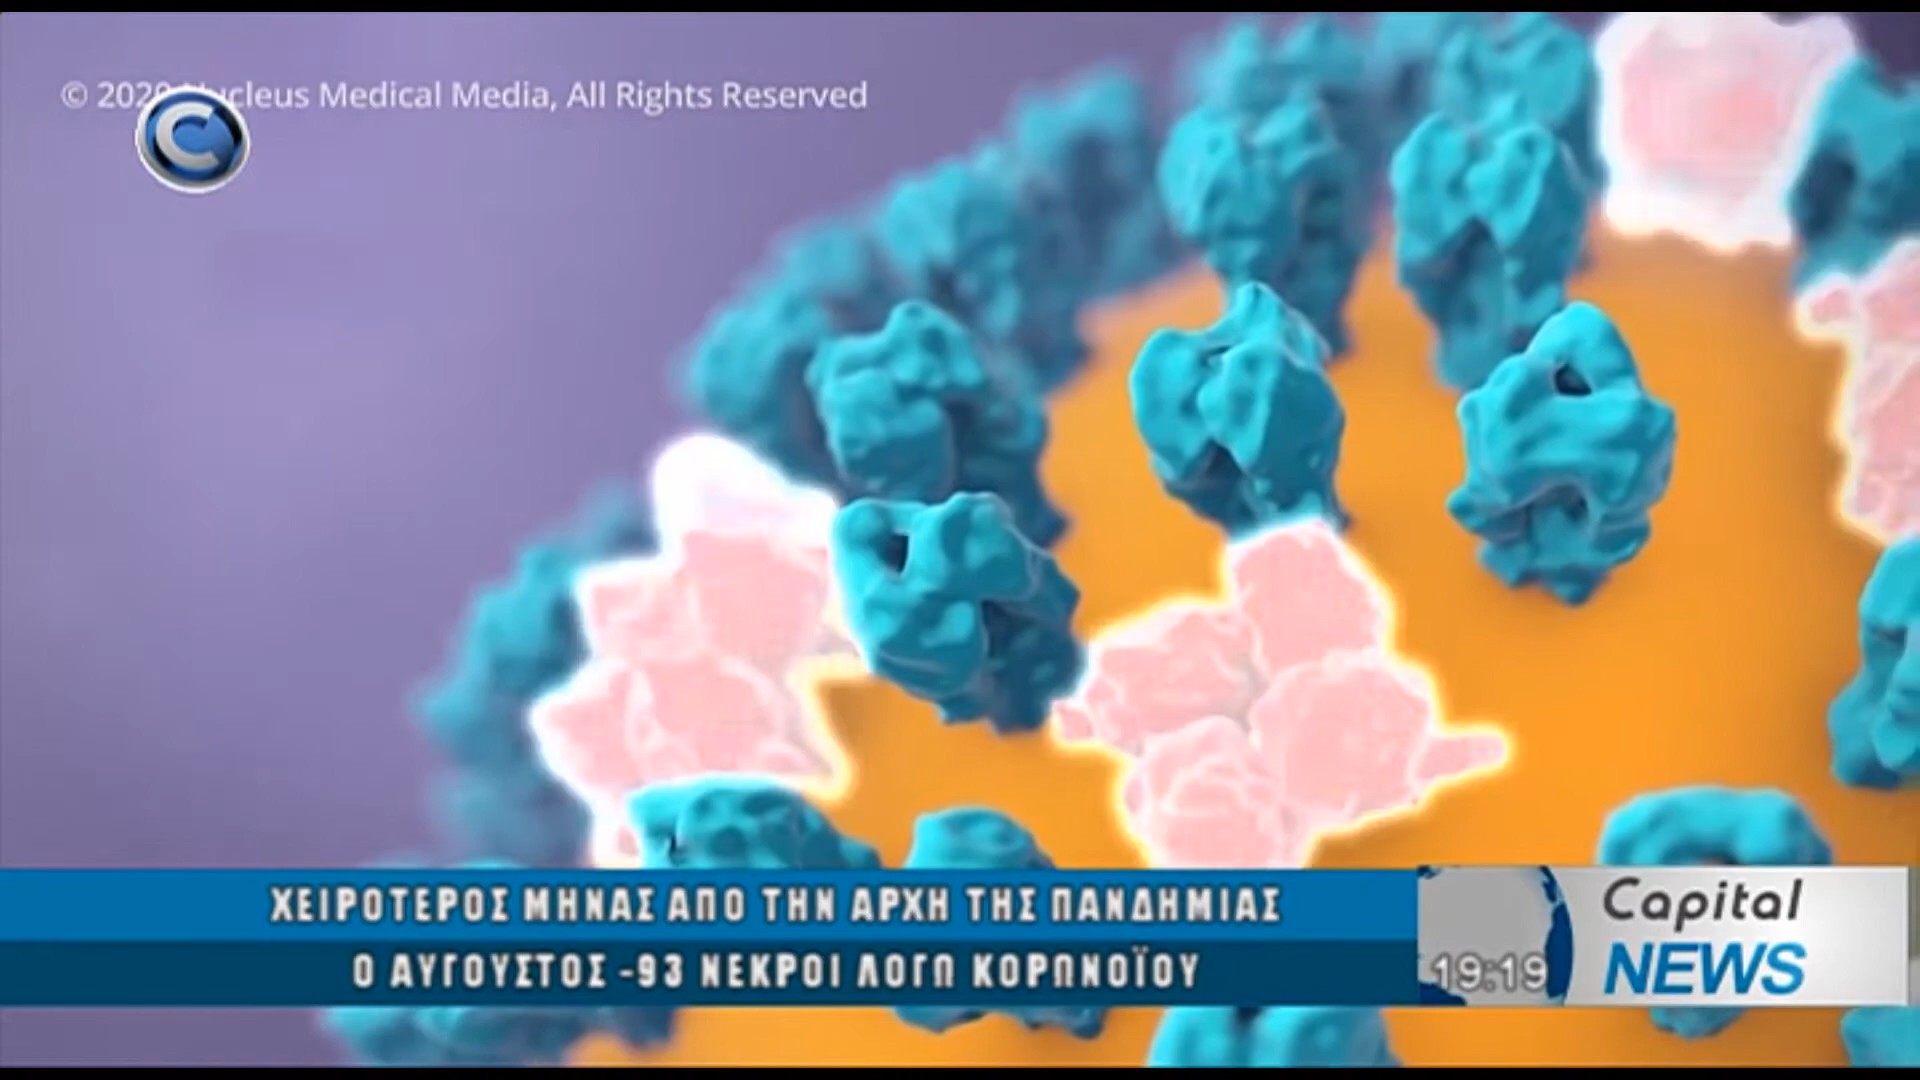 © 2020 Nucleus Medical Media, All Rights Reserved
ΧΕΙΡΟΤΕΡΟΣ ΜΗΝΑΣ ΑΠΟ ΤΗΝ ΑΡΧΗ ΤΗΣ ΠΑΝΔΗΜΙΑΣ
Ο ΑΥΓΟΥΣΤΟΣ -93 ΝΕΚΡΟΙ ΛΟΓΩ ΚΟΡΩΝΟΪΟΥ
19:19
Capital
NEWS